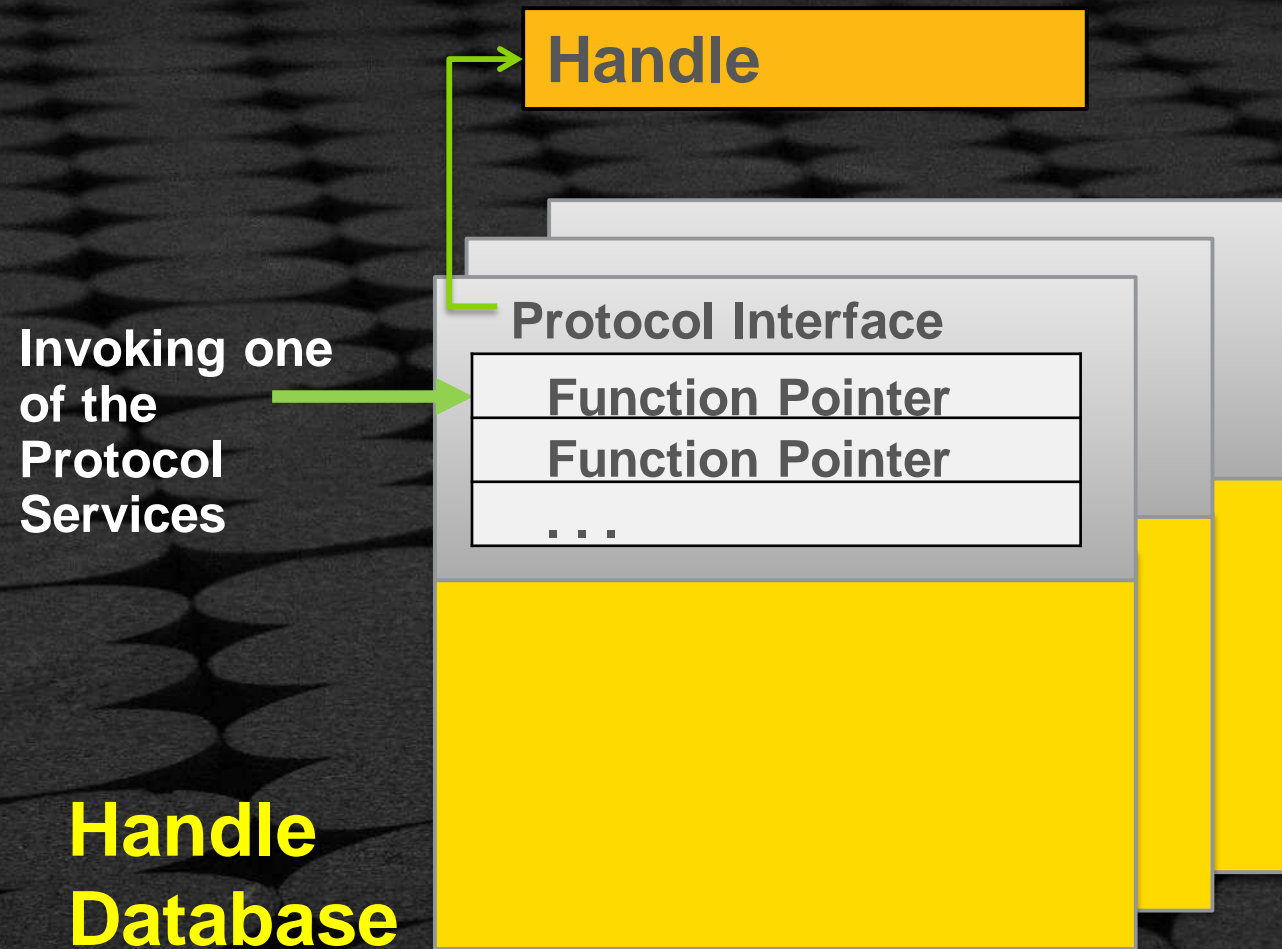 Handle
Protocol Interface
Invoking one
of the
Protocol
Services
Function Pointer
Function Pointer
. . .
Handle
Database